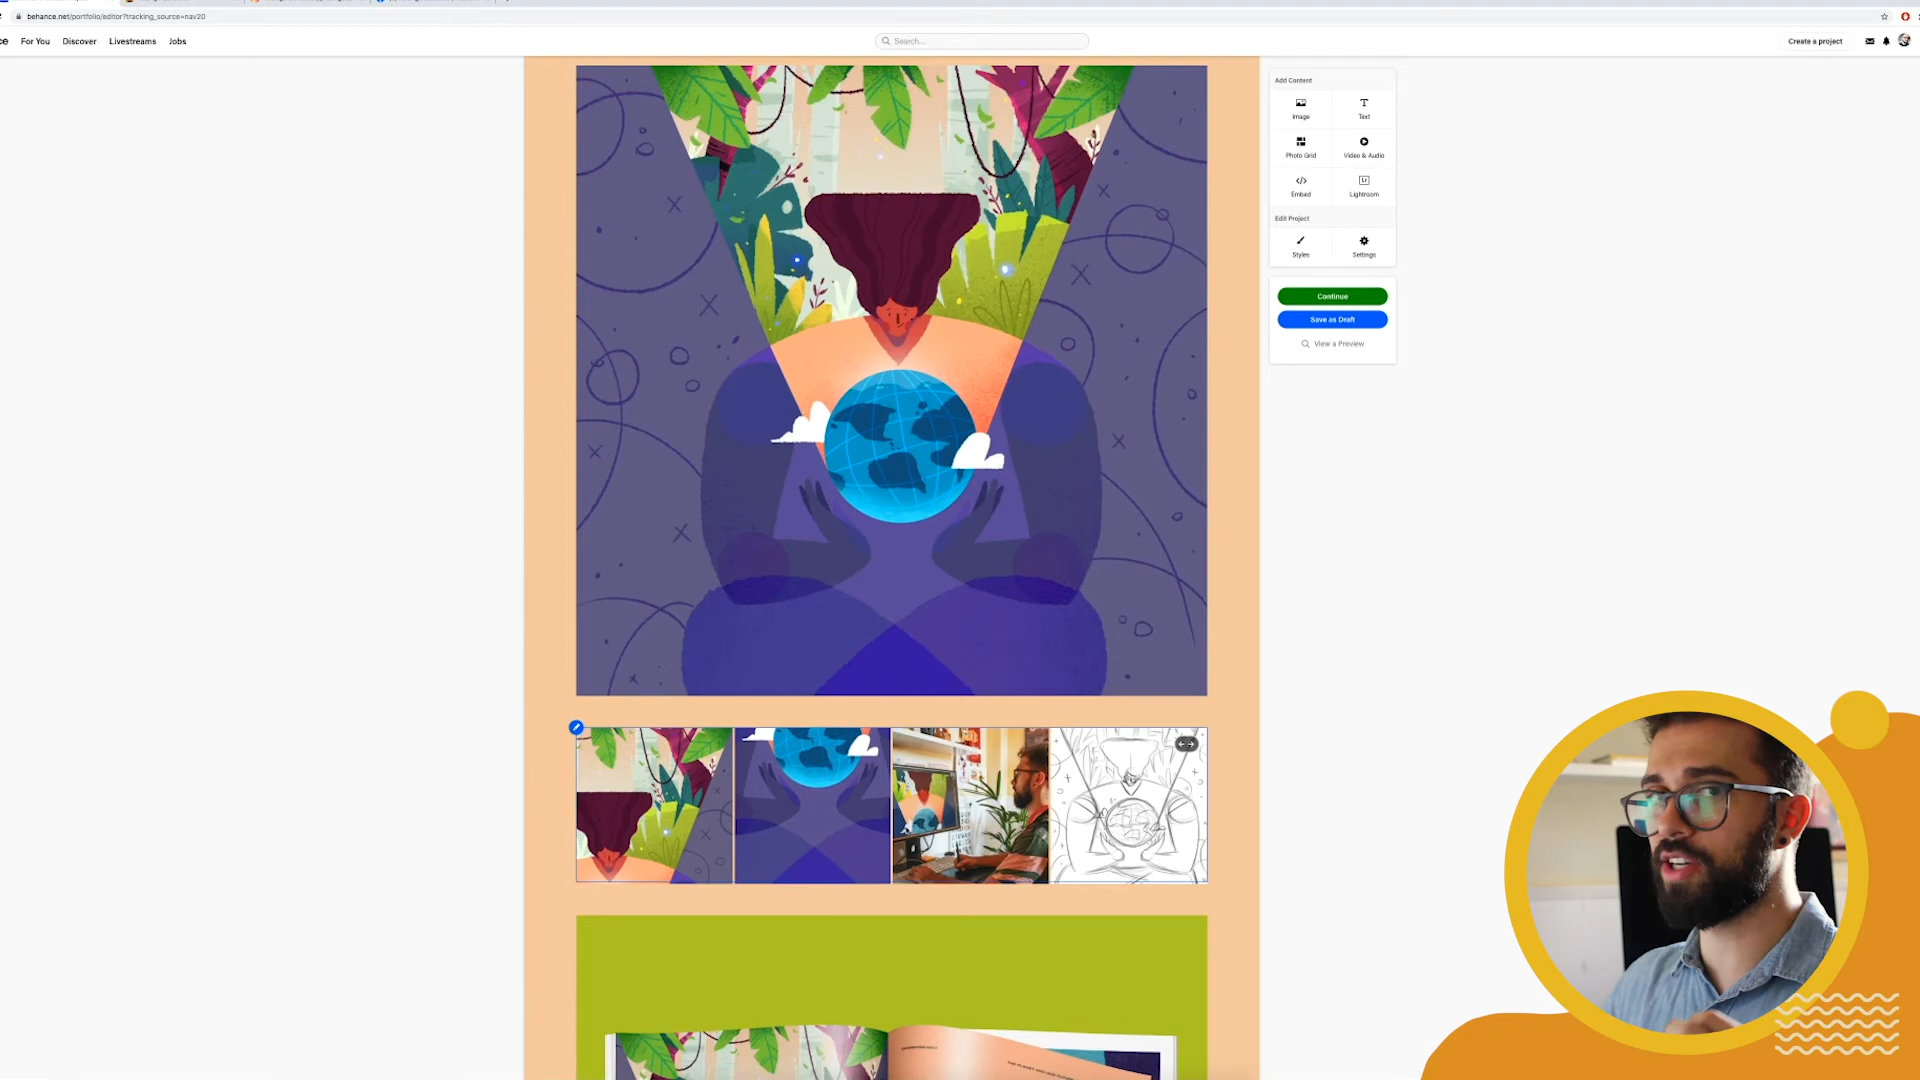 behance.net/portfolio/editor?tracking_source=nav20
For You
Discover
Livestreams
Jobs
Search...
Create a project
Add Content
Image
Text
Photo Grid
Video & Audio
Embed
Lr
Lightroom
Edit Project
Styles
Settings
Continue
Save as Draft
View a Preview